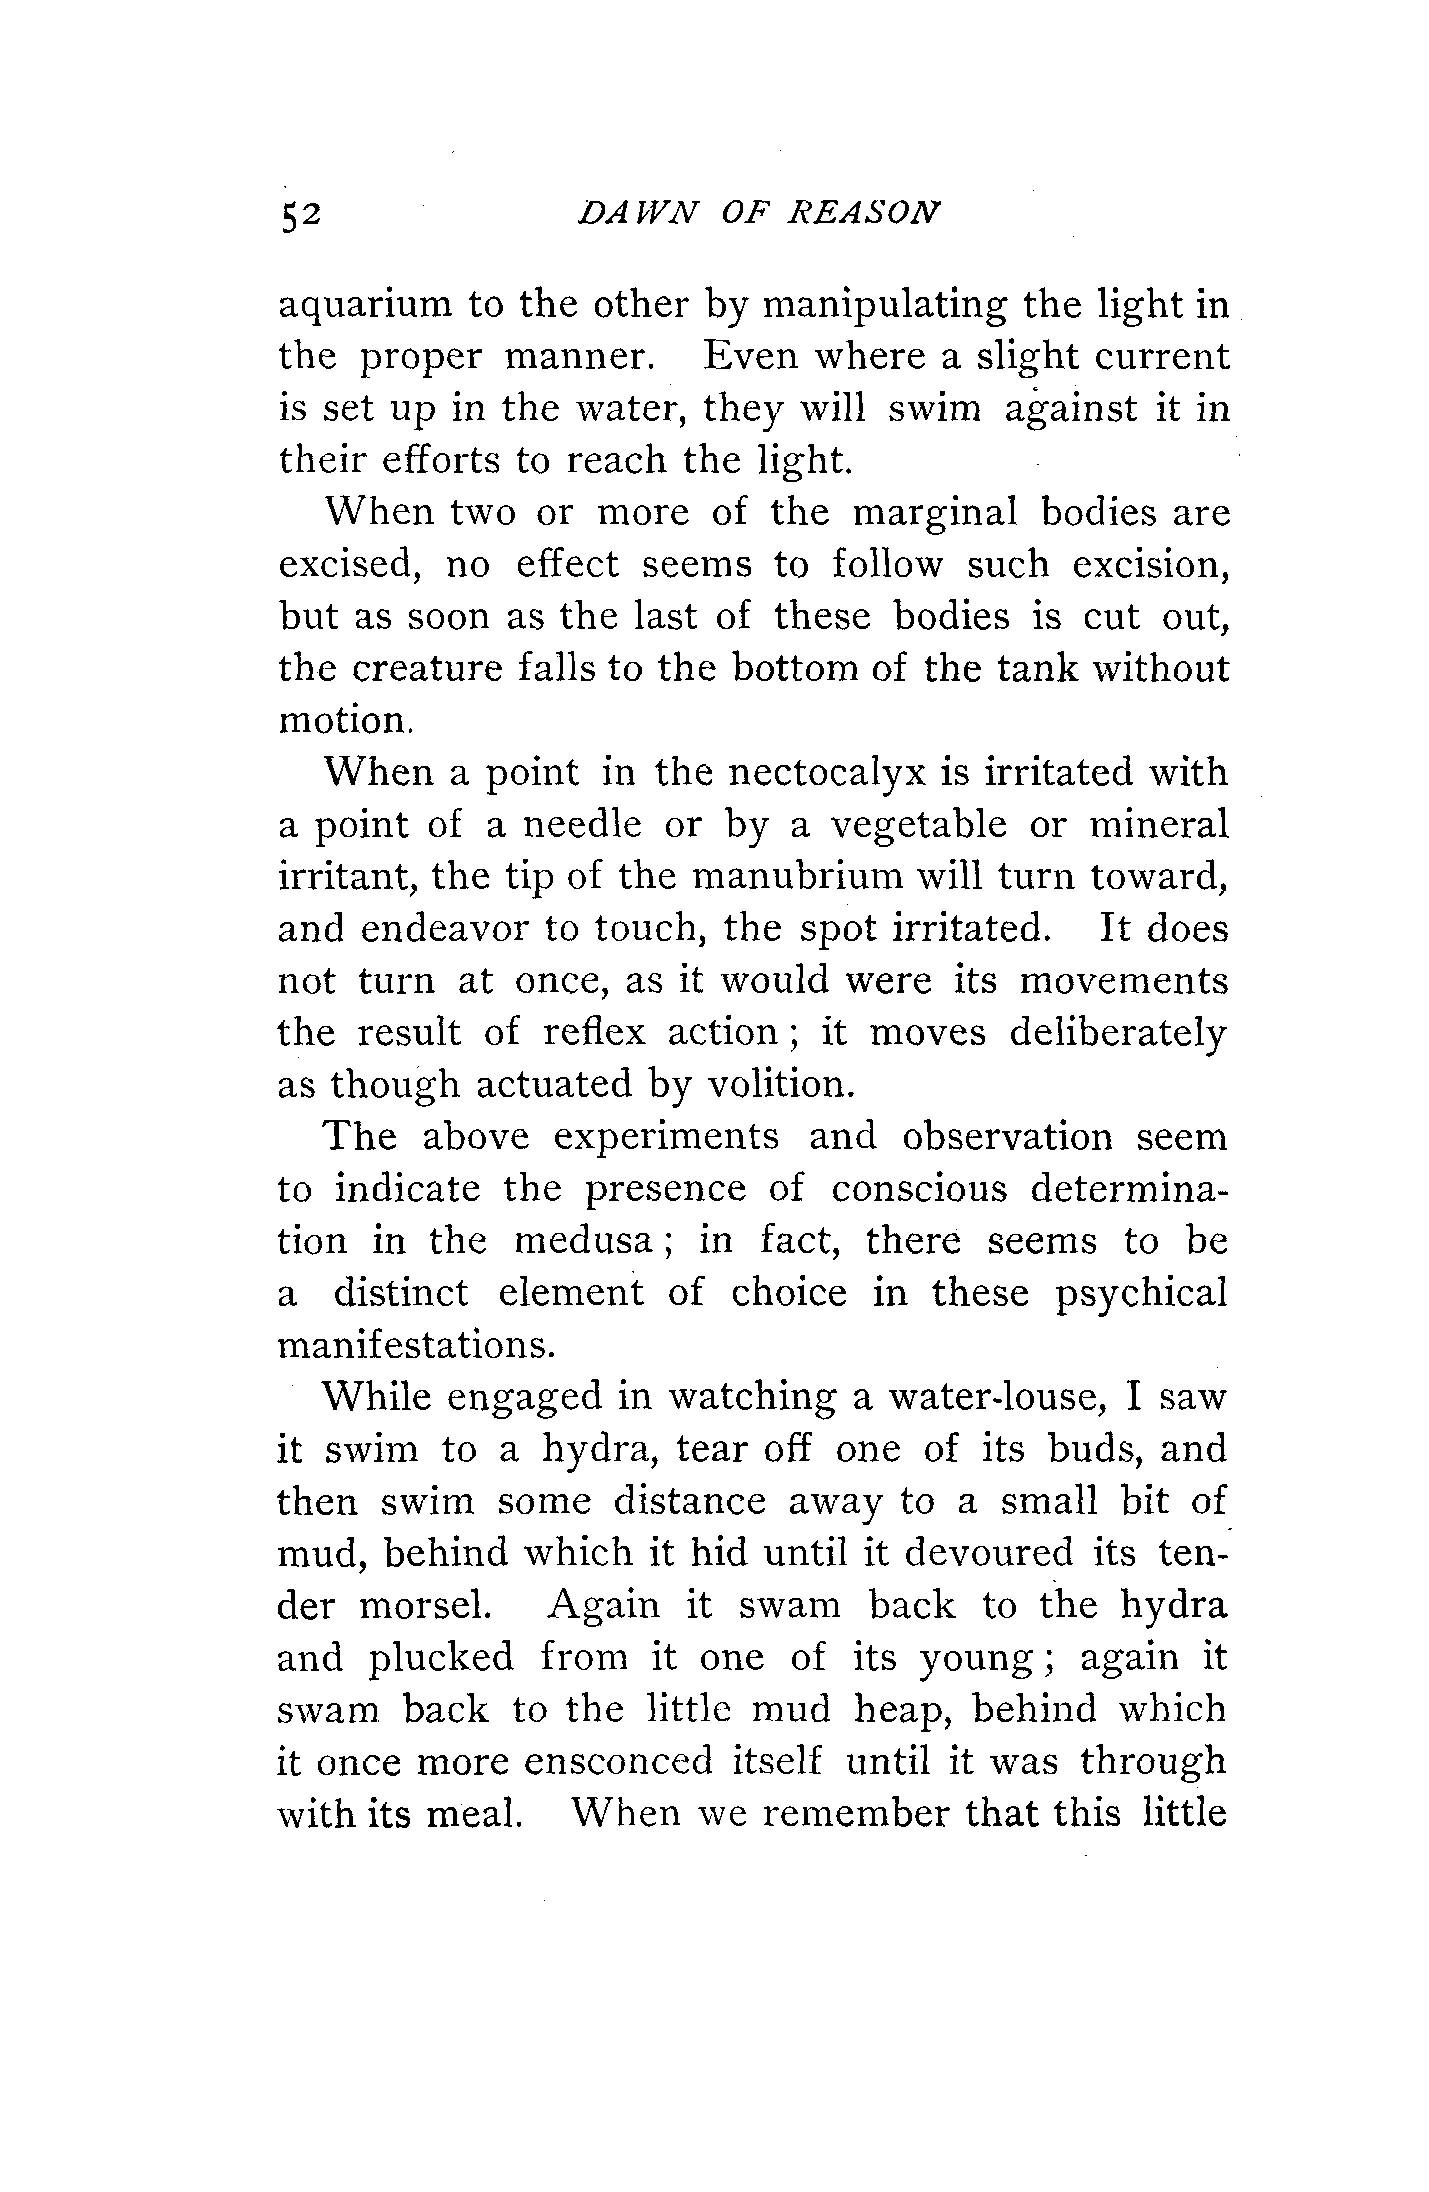 52 DAWN OF REASON
aquarium to the other by manipulating the light in
the proper manner. Even where a slight current
is set up in the water, they will swim against it in
their efforts to reach the light.
When two or more of the marginal bodies are
excised, no effect seems to follow such excision,
but as soon as the last of these bodies is cut out,
the creature falls to the bottom of the tank without
motion.
When a point in the nectocalyx is irritated with
a point of a needle or by a vegetable or mineral
irritant, the tip of the manubrium will turn toward,
and endeavor to touch, the spot irritated. It does
not turn at once, as it would were its movements
the result of reflex action ; it moves deliberately
as though actuated by volition.
The above experiments and observation seem
to indicate the presence of conscious determina-
tion in the medusa ; in fact, there seems to be
a distinct element of choice in these psychical
manifestations.
While engaged in watching a water-louse, I saw
it swim to a hydra, tear off one of its buds, and
then swim some distance away to a small bit of
mud, behind which it hid until it devoured its ten-
der morsel. Again it swam back to the hydra
and plucked from it one of its young ; again it
swam back to the little mud heap, behind which
it once more ensconced itself until it was through
with its meal. When we remember that this little